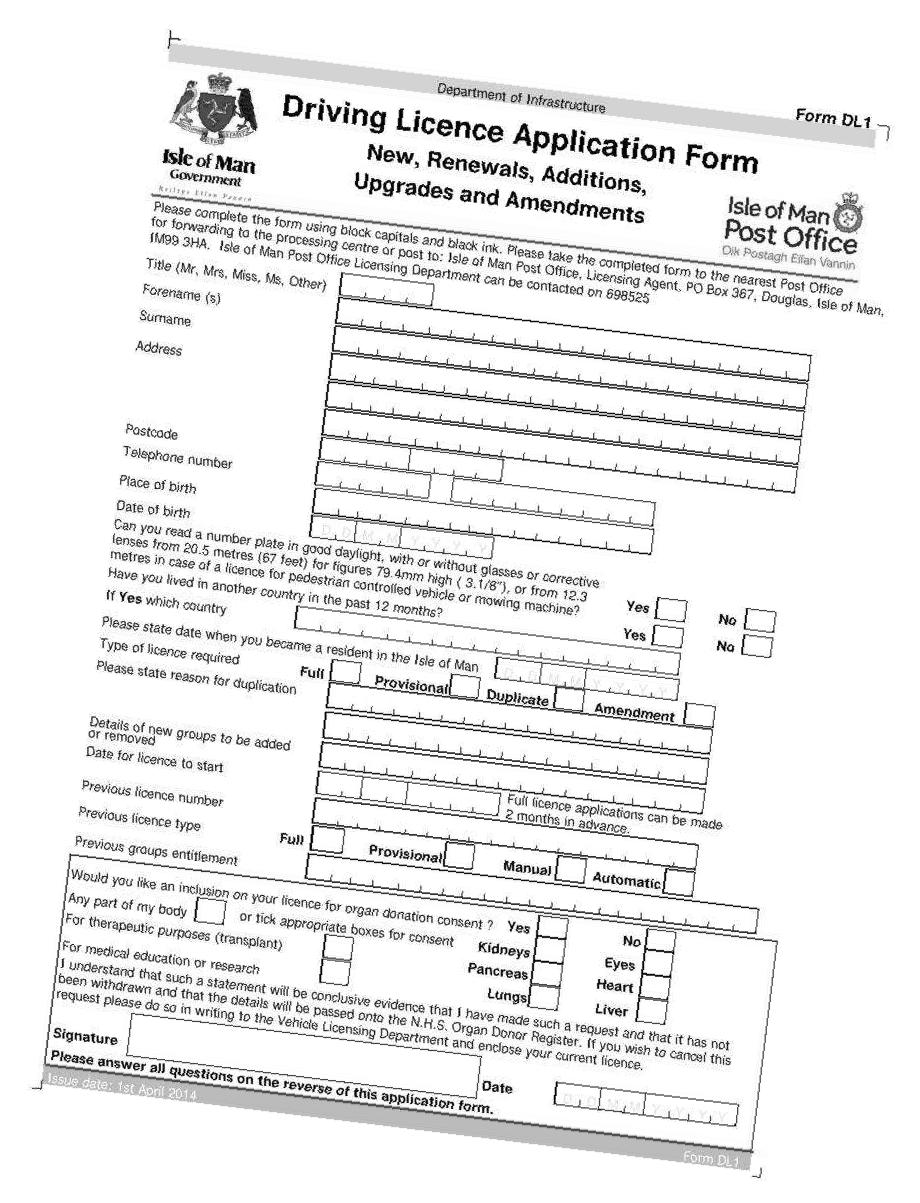 Department of Infrastructure
Form DL1
Driving Licence Application Form
New, Renewals, Additions,
Upgrades and Amendments
Isle of Man
Government
Reiltys Ellan Vannin
Isle of Man
Post Office
Oik Postagh Ellan Vannin
Please complete the form using block capitals and black ink. Please take the completed form to the nearest Post Office
for forwarding to the processing centre or post to: Isle of Man Post Office, Licensing Agent, PO Box 367, Douglas, Isle of Man,
IM99 3HA. Isle of Man Post Office Licensing Department can be contacted on 698525
Title (Mr, Mrs, Miss, Ms, Other)
Forename (s)
Surname
Address
Postcode
Telephone number
Place of birth
Date of birth
D D M M Y Y Y Y
Can you read a number plate in good daylight, with or without glasses or corrective
lenses from 20.5 metres (67 feet) for figures 79.4mm high ( 3.1/8"), or from 12.3
metres in case of a licence for pedestrian controlled vehicle or mowing machine? Yes No
Have you lived in another country in the past 12 months? Yes No
If Yes which country
Please state date when you became a resident in the Isle of Man D D M M Y Y Y Y
Type of licence required Full Provisional Duplicate Amendment
Please state reason for duplication
Details of new groups to be added
or removed
Date for licence to start
Full licence applications can be made
2 months in advance.
Previous licence number
Previous licence type Full Provisional Manual Automatic
Previous groups entitlement
Would you like an inclusion on your licence for organ donation consent ? Yes No
Any part of my body or tick appropriate boxes for consent Kidneys Eyes
For therapeutic purposes (transplant) Pancreas Heart
For medical education or research Lungs Liver
I understand that such a statement will be conclusive evidence that I have made such a request and that it has not
been withdrawn and that the details will be passed onto the N.H.S. Organ Donor Register. If you wish to cancel this
request please do so in writing to the Vehicle Licensing Department and enclose your current licence.
Signature
Date D D M M Y Y Y Y
Please answer all questions on the reverse of this application form.
Issue date: 1st April 2014
Form DL1